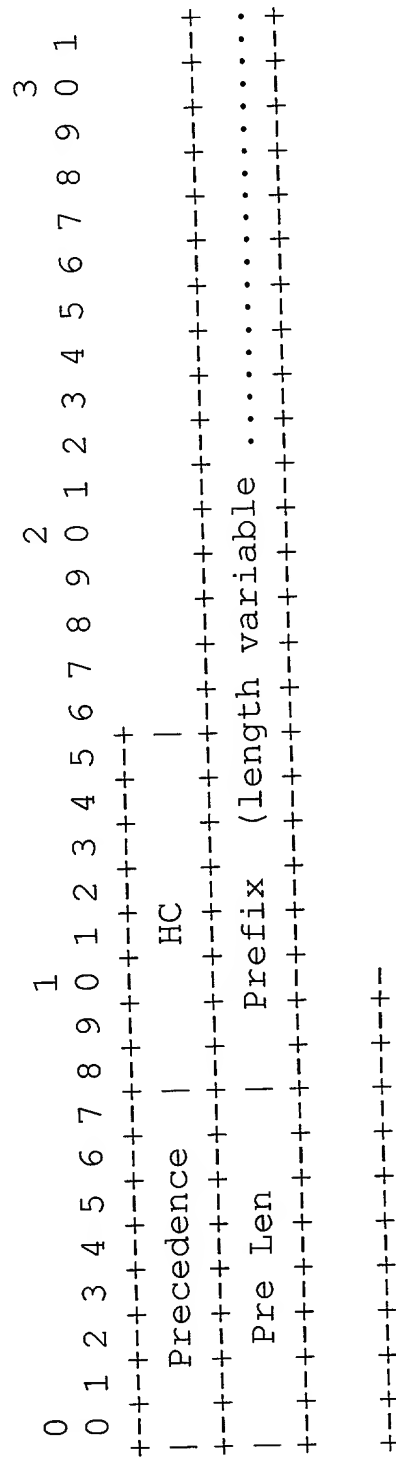 0                   1                   2                   3
 0 1 2 3 4 5 6 7 8 9 0 1 2 3 4 5 6 7 8 9 0 1 2 3 4 5 6 7 8 9 0 1
+-+-+-+-+-+-+-+-+-+-+-+-+-+-+-+-+
|  Precedence   |      HC       |
+-+-+-+-+-+-+-+-+-+-+-+-+-+-+-+-+-+-+-+-+-+-+-+-+-+-+-+-+-+-+-+-+
|   Pre Len     |   Prefix (length variable ....................
+-+-+-+-+-+-+-+-+-+-+-+-+-+-+-+-+-+-+-+-+-+-+-+-+-+-+-+-+-+-+-+-+
+-+-+-+-+-+-+-+-+-+-+-